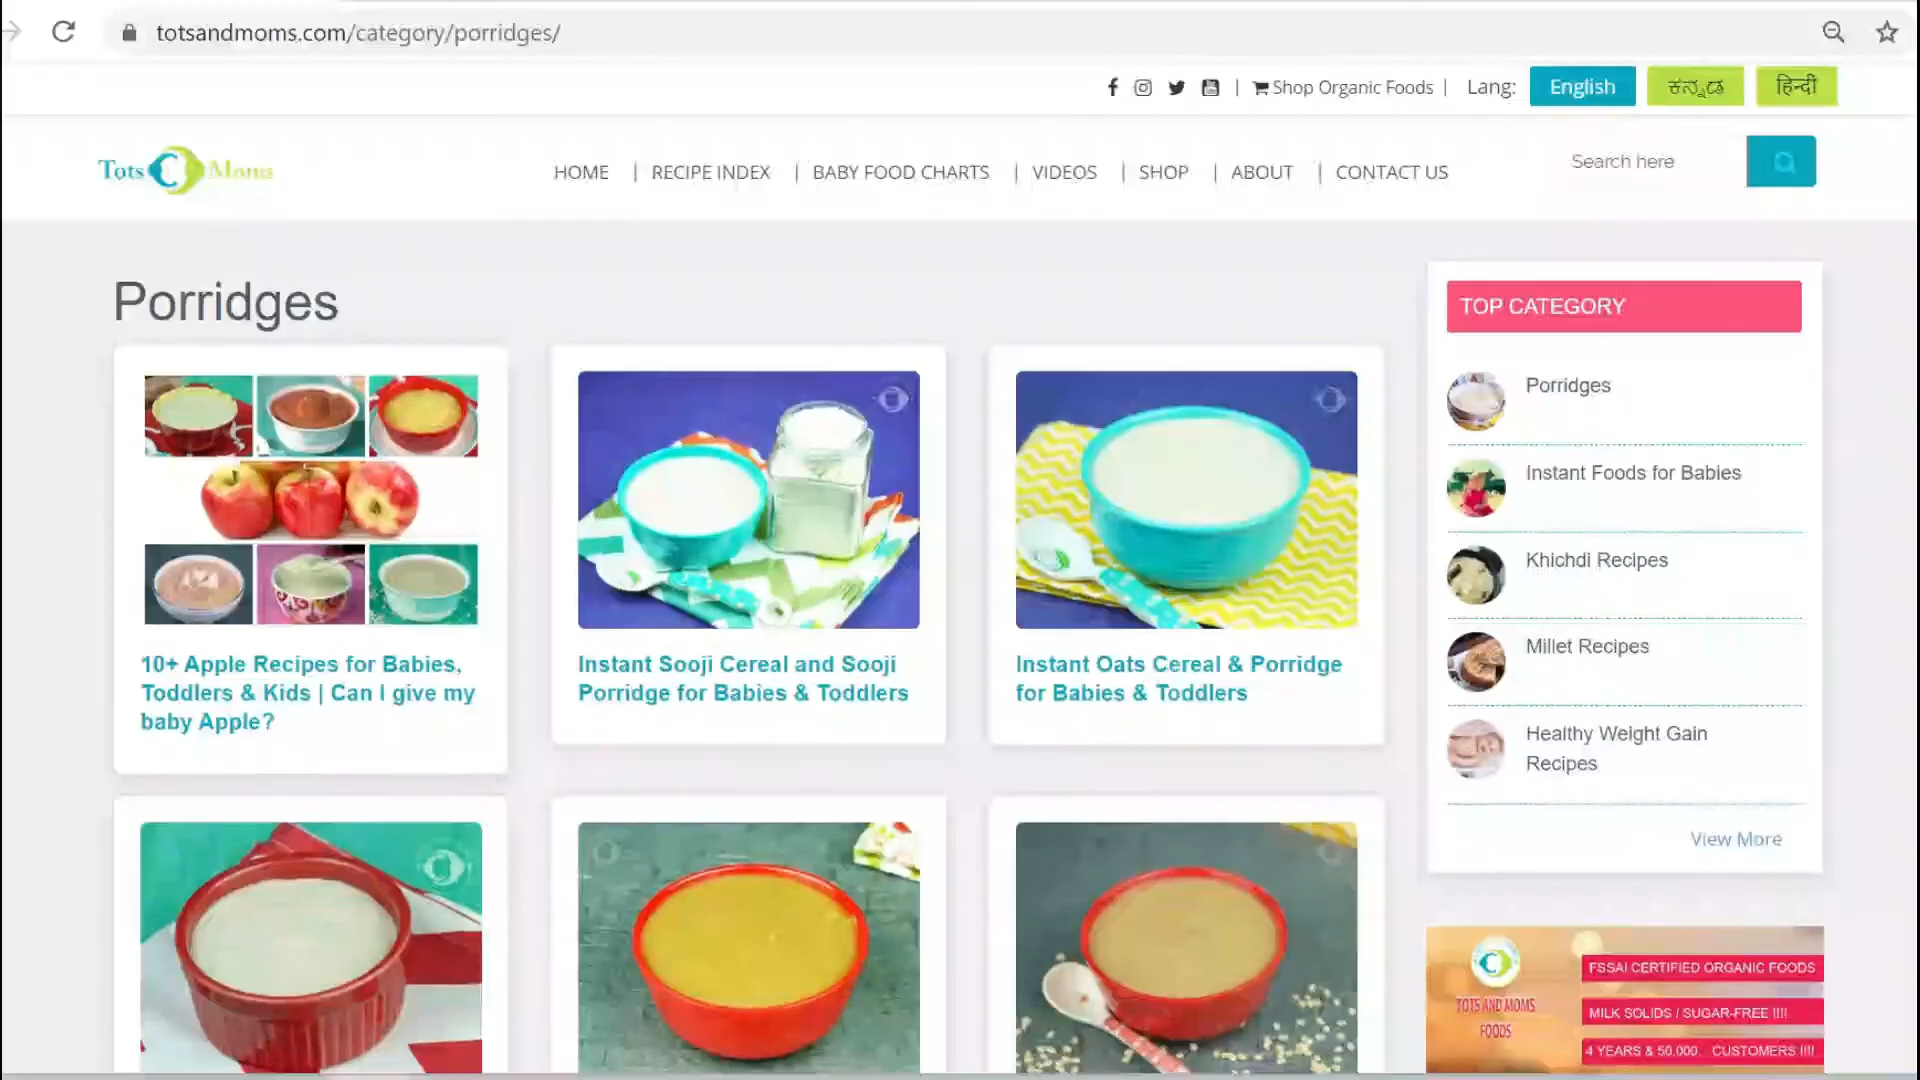 totsandmoms.com/category/porridges/
| Shop Organic Foods | Lang: English ಕನ್ನಡ हिन्दी
Tots Moms
HOME | RECIPE INDEX | BABY FOOD CHARTS | VIDEOS | SHOP | ABOUT | CONTACT US
Search here
Porridges
10+ Apple Recipes for Babies,
Toddlers & Kids | Can I give my
baby Apple?
Instant Sooji Cereal and Sooji
Porridge for Babies & Toddlers
Instant Oats Cereal & Porridge
for Babies & Toddlers
TOP CATEGORY
Porridges
Instant Foods for Babies
Khichdi Recipes
Millet Recipes
Healthy Weight Gain
Recipes
View More
TOTS AND MOMS
FOODS
FSSAI CERTIFIED ORGANIC FOODS
MILK SOLIDS / SUGAR-FREE !!!!
4 YEARS & 50,000 CUSTOMERS !!!!